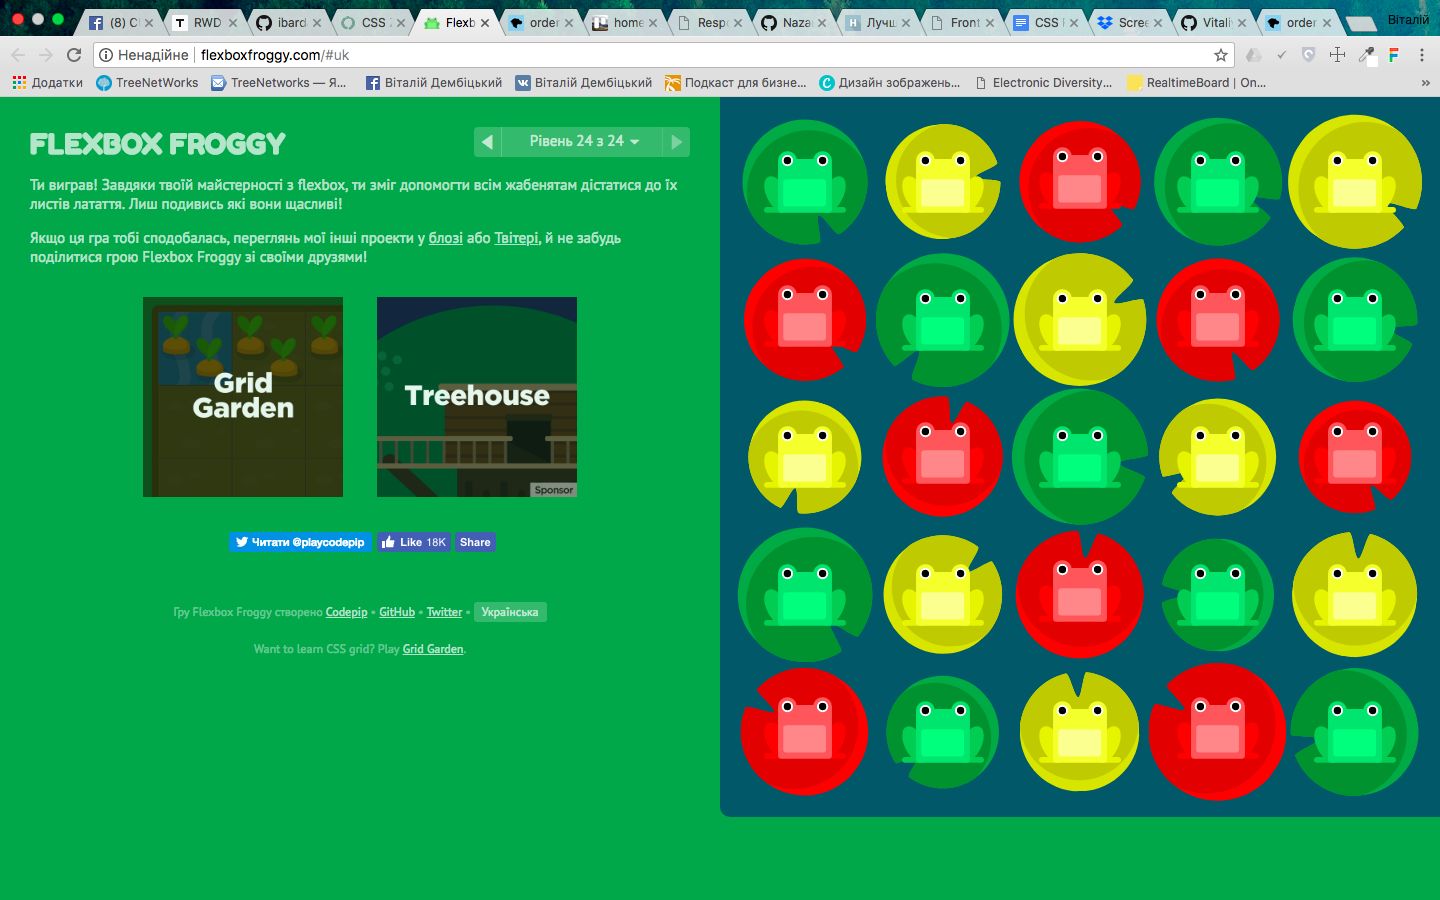 (8) Cl
RWD
ibard
CSS 2
Flexb
order
home
Respo
Naza
Лучш
Front
CSS F
Scree
Vitaliy
order
Віталій
Ненадійне
flexboxfroggy.com/#uk
Додатки
TreeNetWorks
TreeNetworks — Я...
Віталій Дембіцький
Віталій Дембіцький
Подкаст для бизне...
Дизайн зображень...
Electronic Diversity...
RealtimeBoard | On...
»
FLEXBOX FROGGY
Рівень 24 з 24
Ти виграв! Завдяки твоїй майстерності з flexbox, ти зміг допомогти всім жабенятам дістатися до їх
листів латаття. Лиш подивись які вони щасливі!
Якщо ця гра тобі сподобалась, переглянь мої інші проекти у блозі або Твітері, й не забудь
поділитися грою Flexbox Froggy зі своїми друзями!
Grid
Garden
Treehouse
Sponsor
Читати @playcodepip
Like 18K
Share
Гру Flexbox Froggy створено Codepip • GitHub • Twitter • Українська
Want to learn CSS grid? Play Grid Garden.